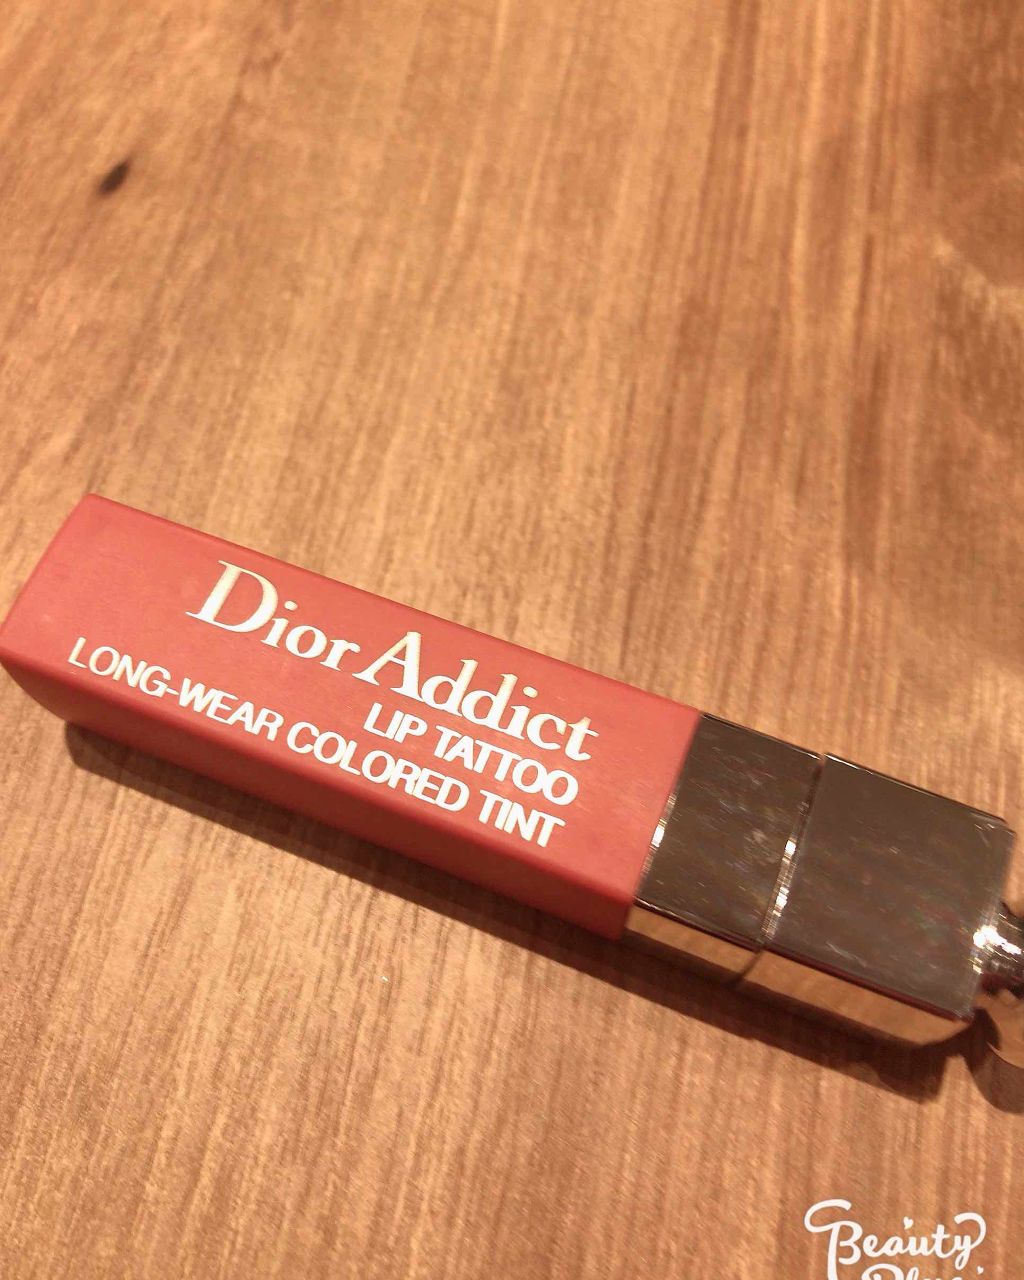 Dior Addict
LIP TATTOO
LONG-WEAR COLORED TINT
Beauty